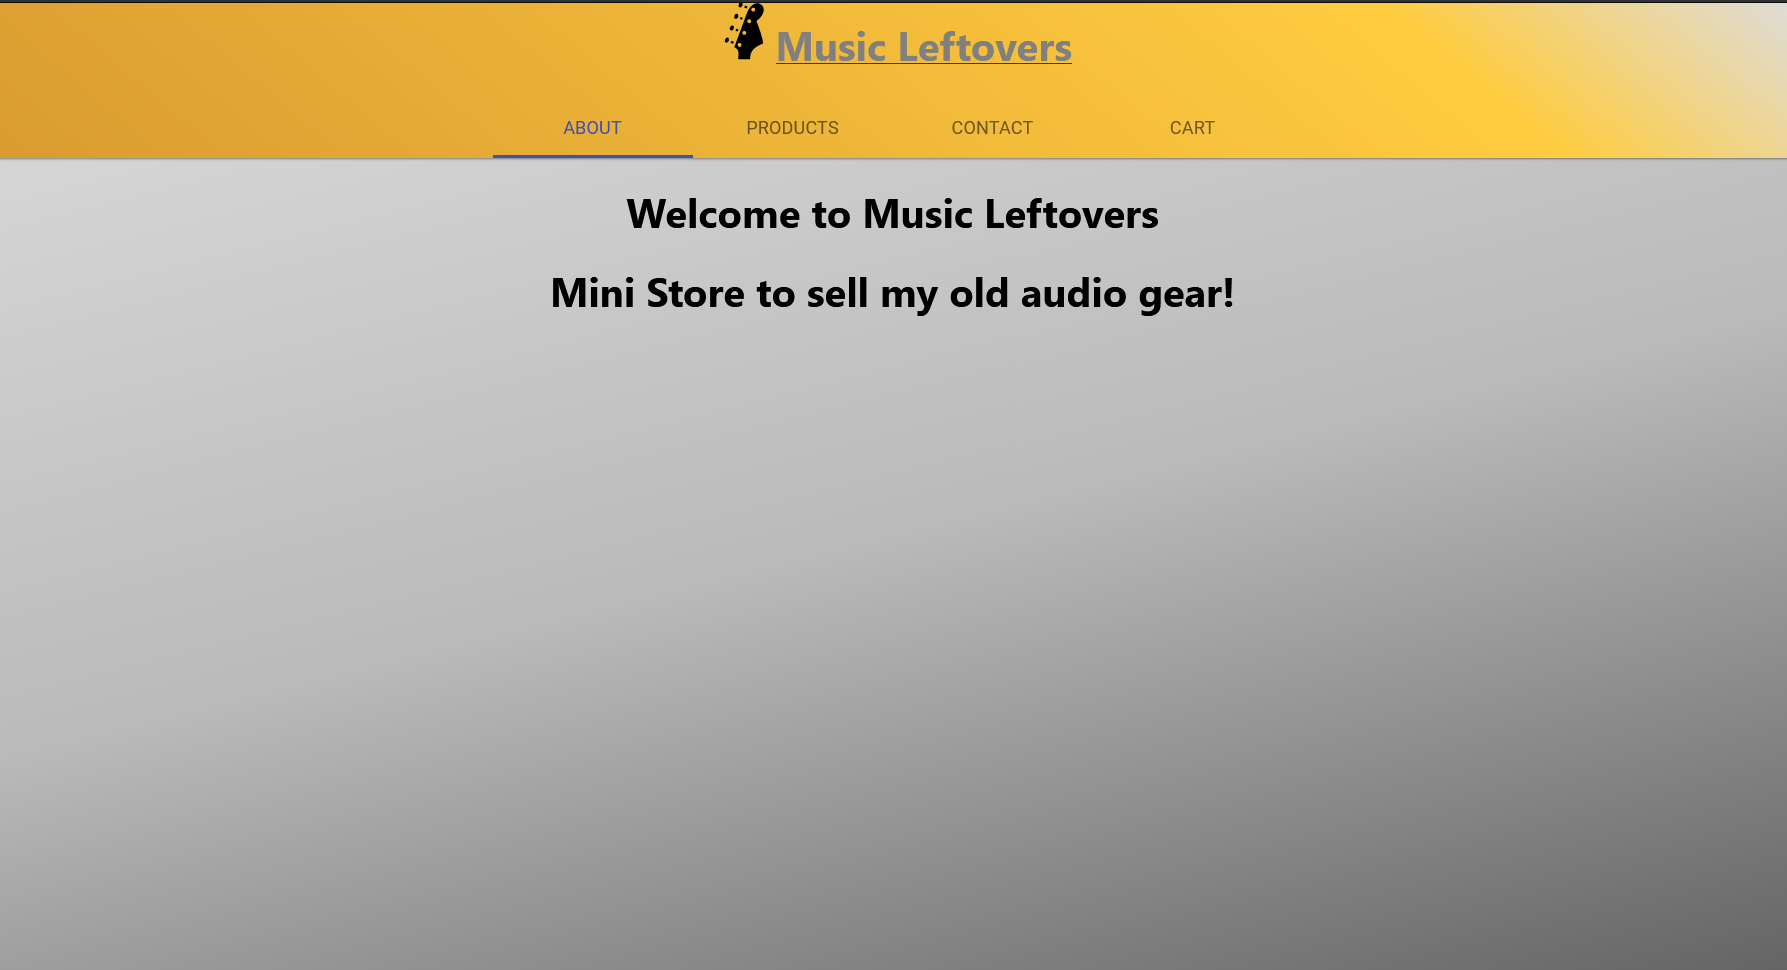 Music Leftovers
ABOUT PRODUCTS CONTACT CART
Welcome to Music Leftovers
Mini Store to sell my old audio gear!